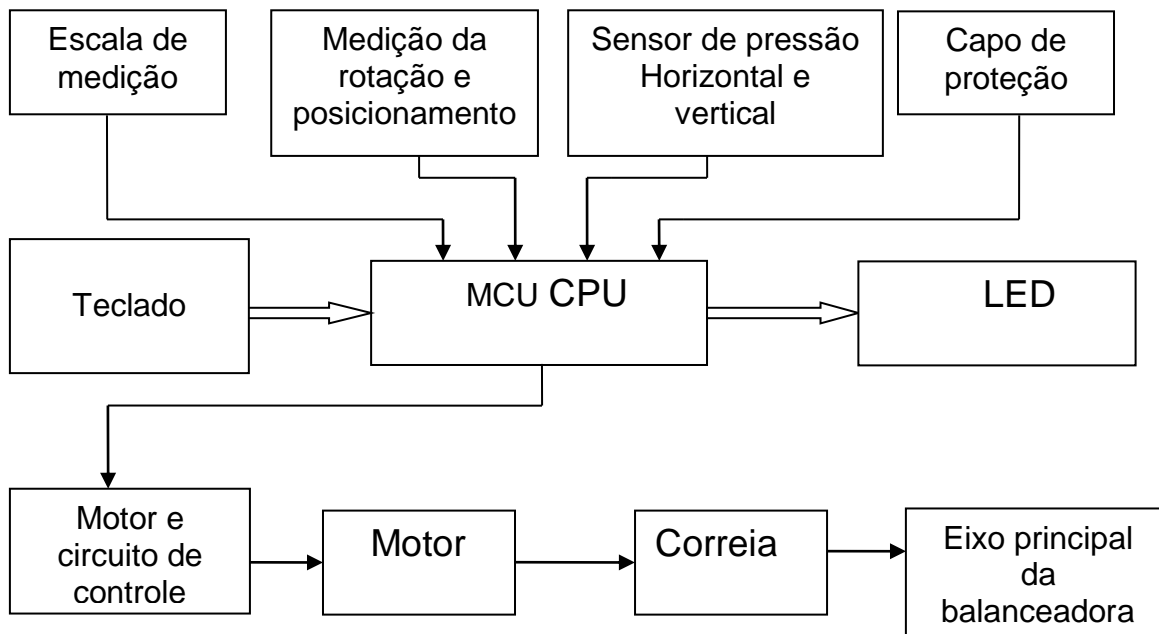 Escala de
medição
Medição da
rotação e
posicionamento
Sensor de pressão
Horizontal e
vertical
Capo de
proteção
Teclado
MCU CPU
LED
Motor e
circuito de
controle
Motor
Correia
Eixo principal
da
balanceadora